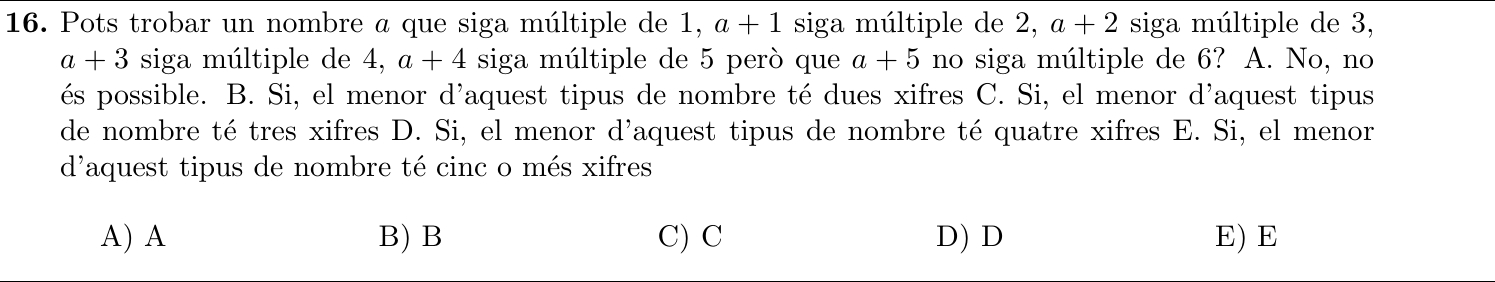 16. Pots trobar un nombre a que siga múltiple de 1, a + 1 siga múltiple de 2, a + 2 siga múltiple de 3,
a + 3 siga múltiple de 4, a + 4 siga múltiple de 5 però que a + 5 no siga múltiple de 6? A. No, no
és possible. B. Si, el menor d'aquest tipus de nombre té dues xifres C. Si, el menor d'aquest tipus
de nombre té tres xifres D. Si, el menor d'aquest tipus de nombre té quatre xifres E. Si, el menor
d'aquest tipus de nombre té cinc o més xifres
A) A B) B C) C D) D E) E